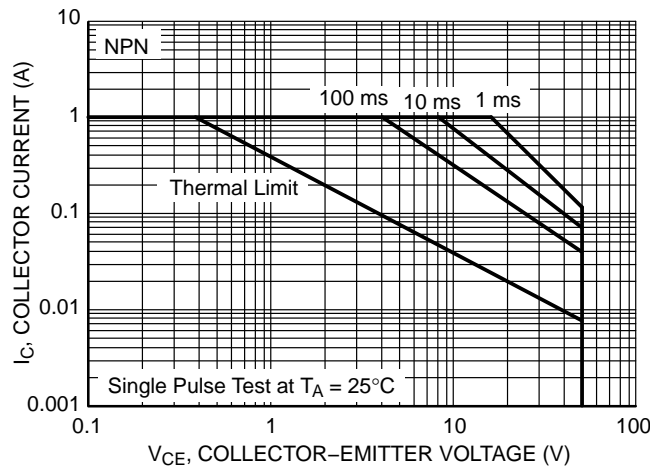 10
NPN
100 ms 10 ms 1 ms
1
Thermal Limit
0.1
0.01
Single Pulse Test at TA = 25°C
0.001
0.1 1 10 100
IC, COLLECTOR CURRENT (A)
VCE, COLLECTOR–EMITTER VOLTAGE (V)